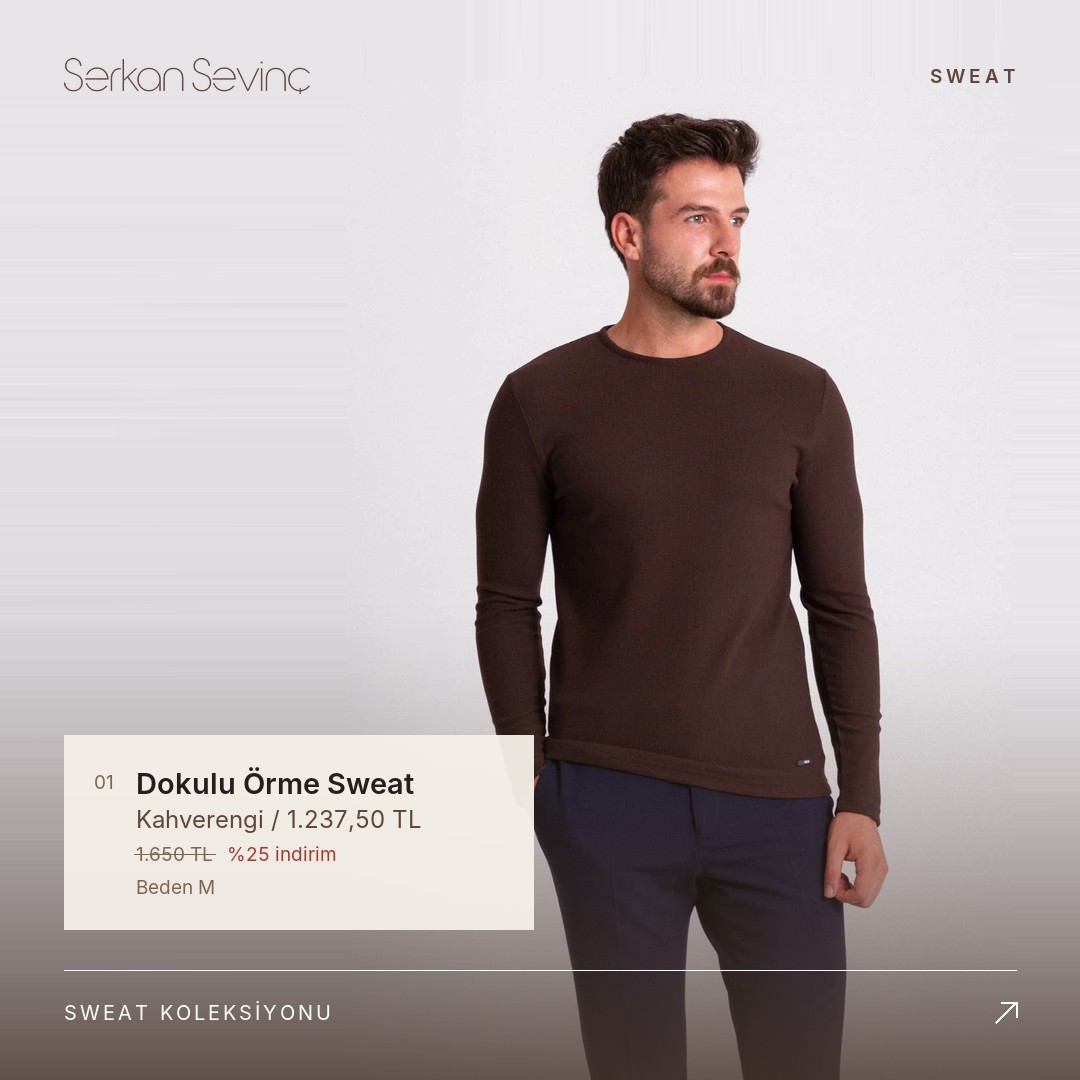 Serkan Sevinç
SWEAT
01
Dokulu Örme Sweat
Kahverengi / 1.237,50 TL
1.650 TL %25 indirim
Beden M
SWEAT KOLEKSİYONU